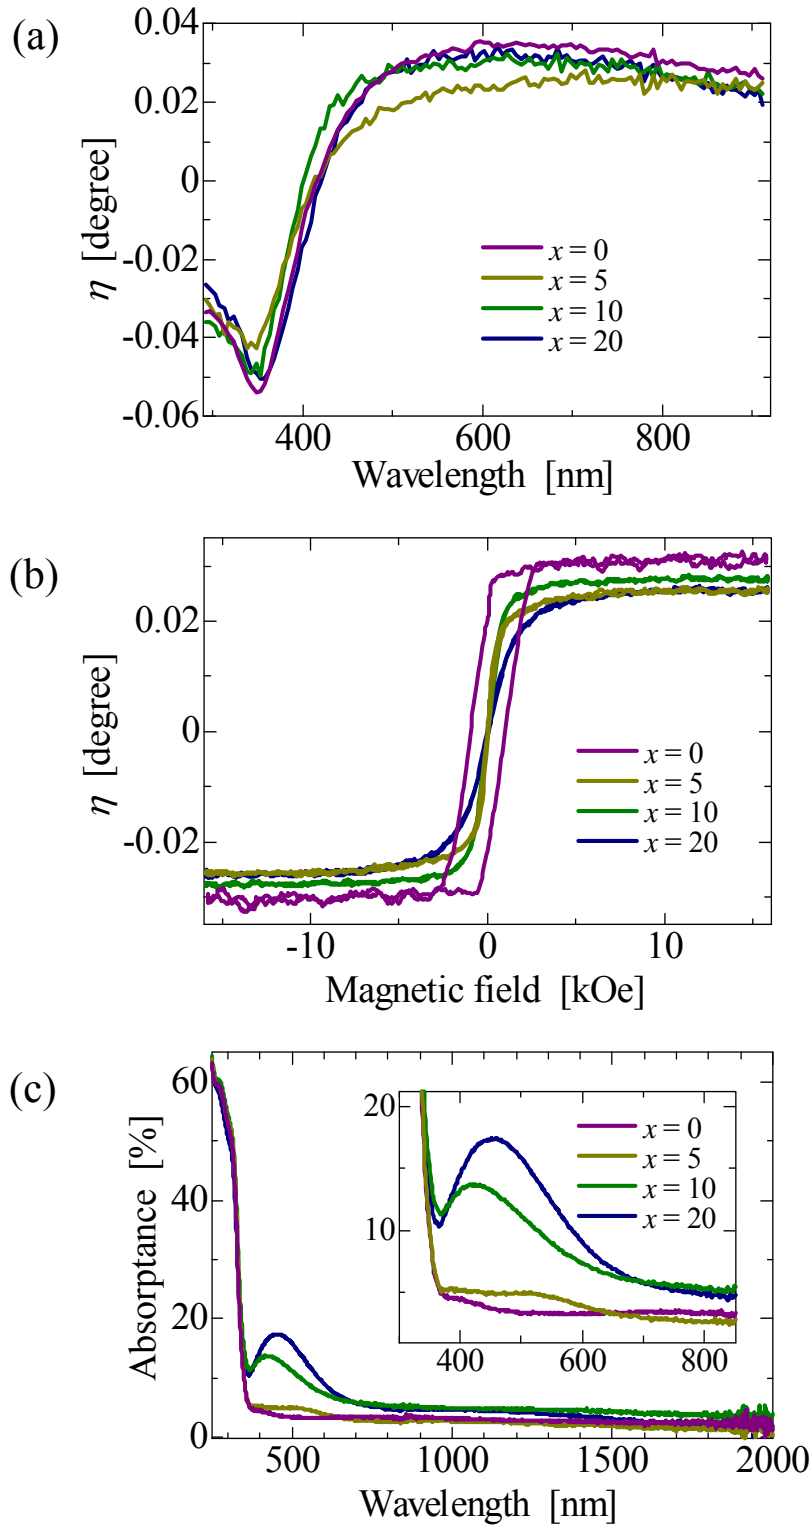 (a)
0.04
0.02
0
-0.02
-0.04
-0.06
η [degree]
x = 0
x = 5
x = 10
x = 20
400
600
800
Wavelength [nm]
(b)
0.02
0
-0.02
η [degree]
x = 0
x = 5
x = 10
x = 20
-10
0
10
Magnetic field [kOe]
(c)
60
40
20
0
Absorptance [%]
20
10
x = 0
x = 5
x = 10
x = 20
400
600
800
500
1000
1500
2000
Wavelength [nm]